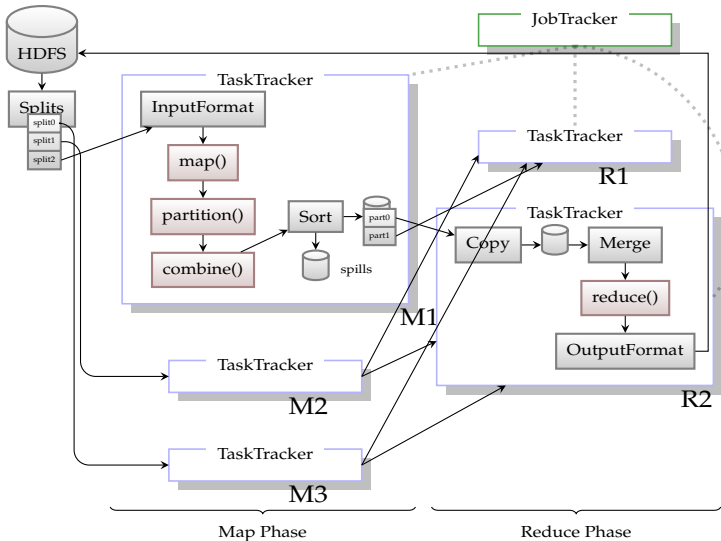 JobTracker
HDFS
TaskTracker
Splits
InputFormat
split0
split1
split2
TaskTracker
map()
R1
partition()
Sort
part0
part1
TaskTracker
Copy
Merge
combine()
spills
reduce()
M1
OutputFormat
TaskTracker
R2
M2
TaskTracker
M3
Map Phase
Reduce Phase